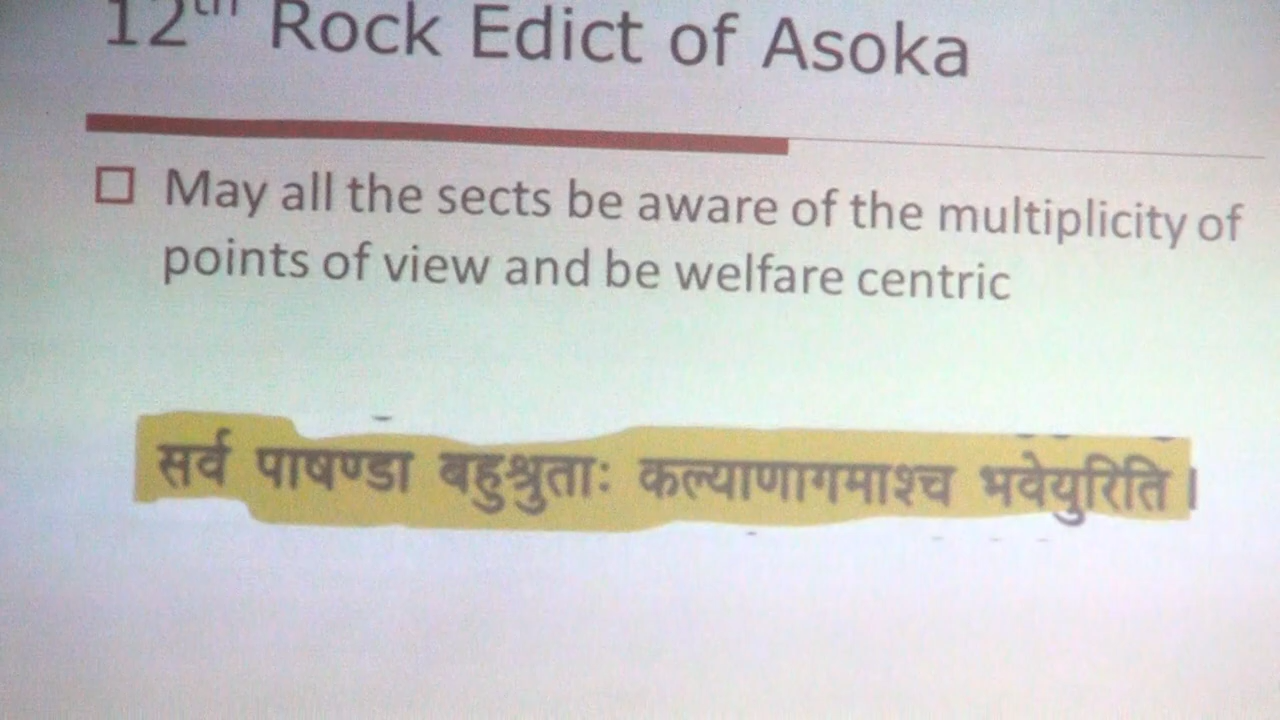 12th Rock Edict of Asoka
May all the sects be aware of the multiplicity of
points of view and be welfare centric
सर्व पाषण्डा बहुश्रुताः कल्याणागमाश्च भवेयुरिति ।